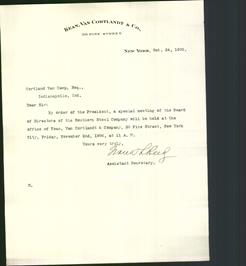 KEAN, VAN CORTLANDT & CO.,
30 PINE STREET.
NEW YORK, Oct. 24, 1900.
Cortland Van Camp, Esq.,
Indianapolis, Ind.
Dear Sir:
By order of the President, a special meeting of the Board
of Directors of the Southern Steel Company will be held at the
office of Kean, Van Cortlandt & Company, 30 Pine Street, New York
City, Friday, November 2nd, 1900, at 11 A. M.
Yours very truly,
Assistant Secretary.